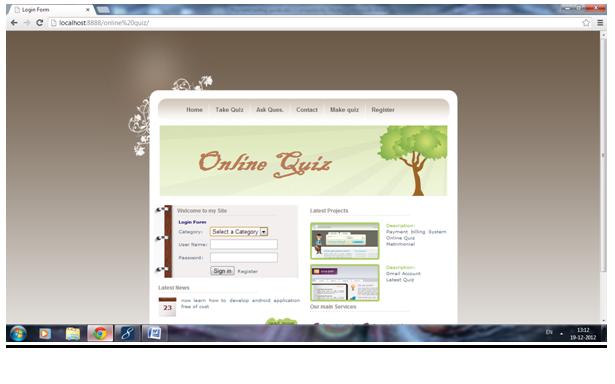 Login Form
localhost:8888/online%20quiz/
Home Take Quiz Ask Ques. Contact Make quiz Register
Online Quiz
Welcome to my Site
Login Form
Category: Select a Category
User Name:
Password:
Sign in Register
Latest News
23
now learn how to develop android application
free of cost
Latest Projects
Description:
Payment billing System
Online Quiz
Matrimonial
Description:
Gmail Account
Latest Quiz
Our main Services
EN
13:12
19-12-2012